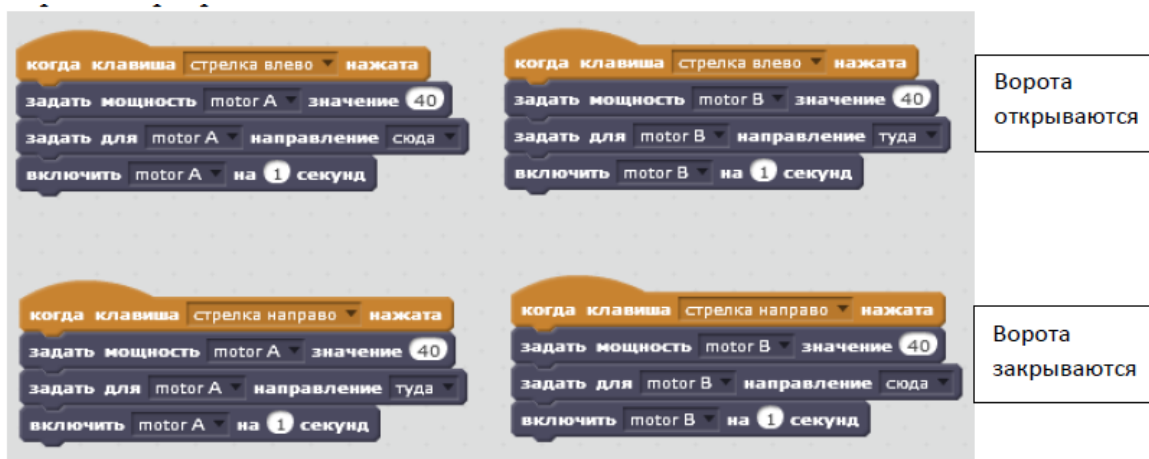 когда клавиша стрелка влево нажата
задать мощность motor A значение 40
задать для motor A направление сюда
включить motor A на 1 секунд
когда клавиша стрелка влево нажата
задать мощность motor B значение 40
задать для motor B направление туда
включить motor B на 1 секунд
Ворота
открываются
когда клавиша стрелка направо нажата
задать мощность motor A значение 40
задать для motor A направление туда
включить motor A на 1 секунд
когда клавиша стрелка направо нажата
задать мощность motor B значение 40
задать для motor B направление сюда
включить motor B на 1 секунд
Ворота
закрываются